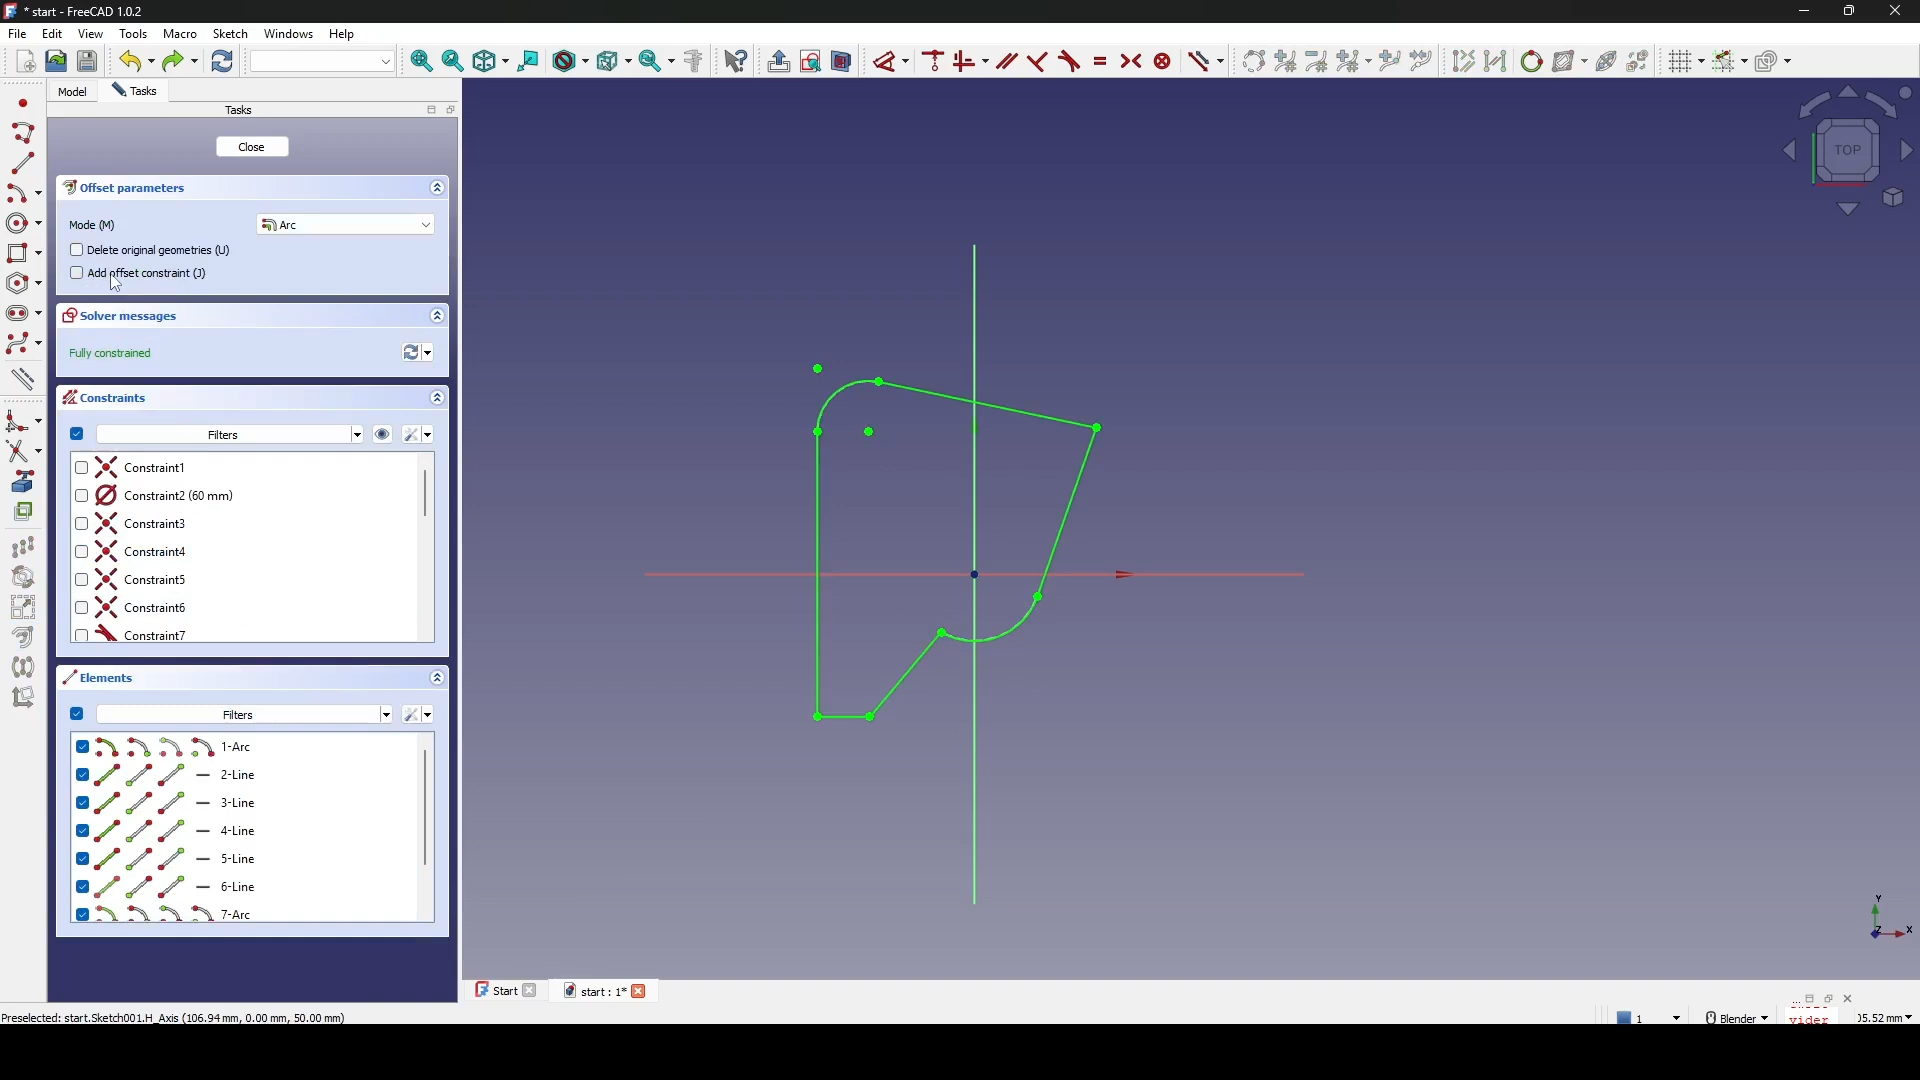 * start - FreeCAD 1.0.2
File Edit View Tools Macro Sketch Windows Help
Model Tasks
Tasks
Close
Offset parameters
Mode (M) Arc
Delete original geometries (U)
Add offset constraint (J)
Solver messages
Fully constrained
Constraints
Filters
Constraint1
Constraint2 (60 mm)
Constraint3
Constraint4
Constraint5
Constraint6
Constraint7
Elements
Filters
1-Arc
2-Line
3-Line
4-Line
5-Line
6-Line
7-Arc
TOP
Y
Z X
Start start : 1*
Preselected: start.Sketch001.H_Axis (106.94 mm, 0.00 mm, 50.00 mm)
1 Blender vider 35.52 mm